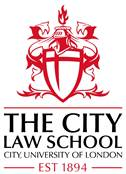 THE CITY
LAW SCHOOL
CITY, UNIVERSITY OF LONDON
EST 1894